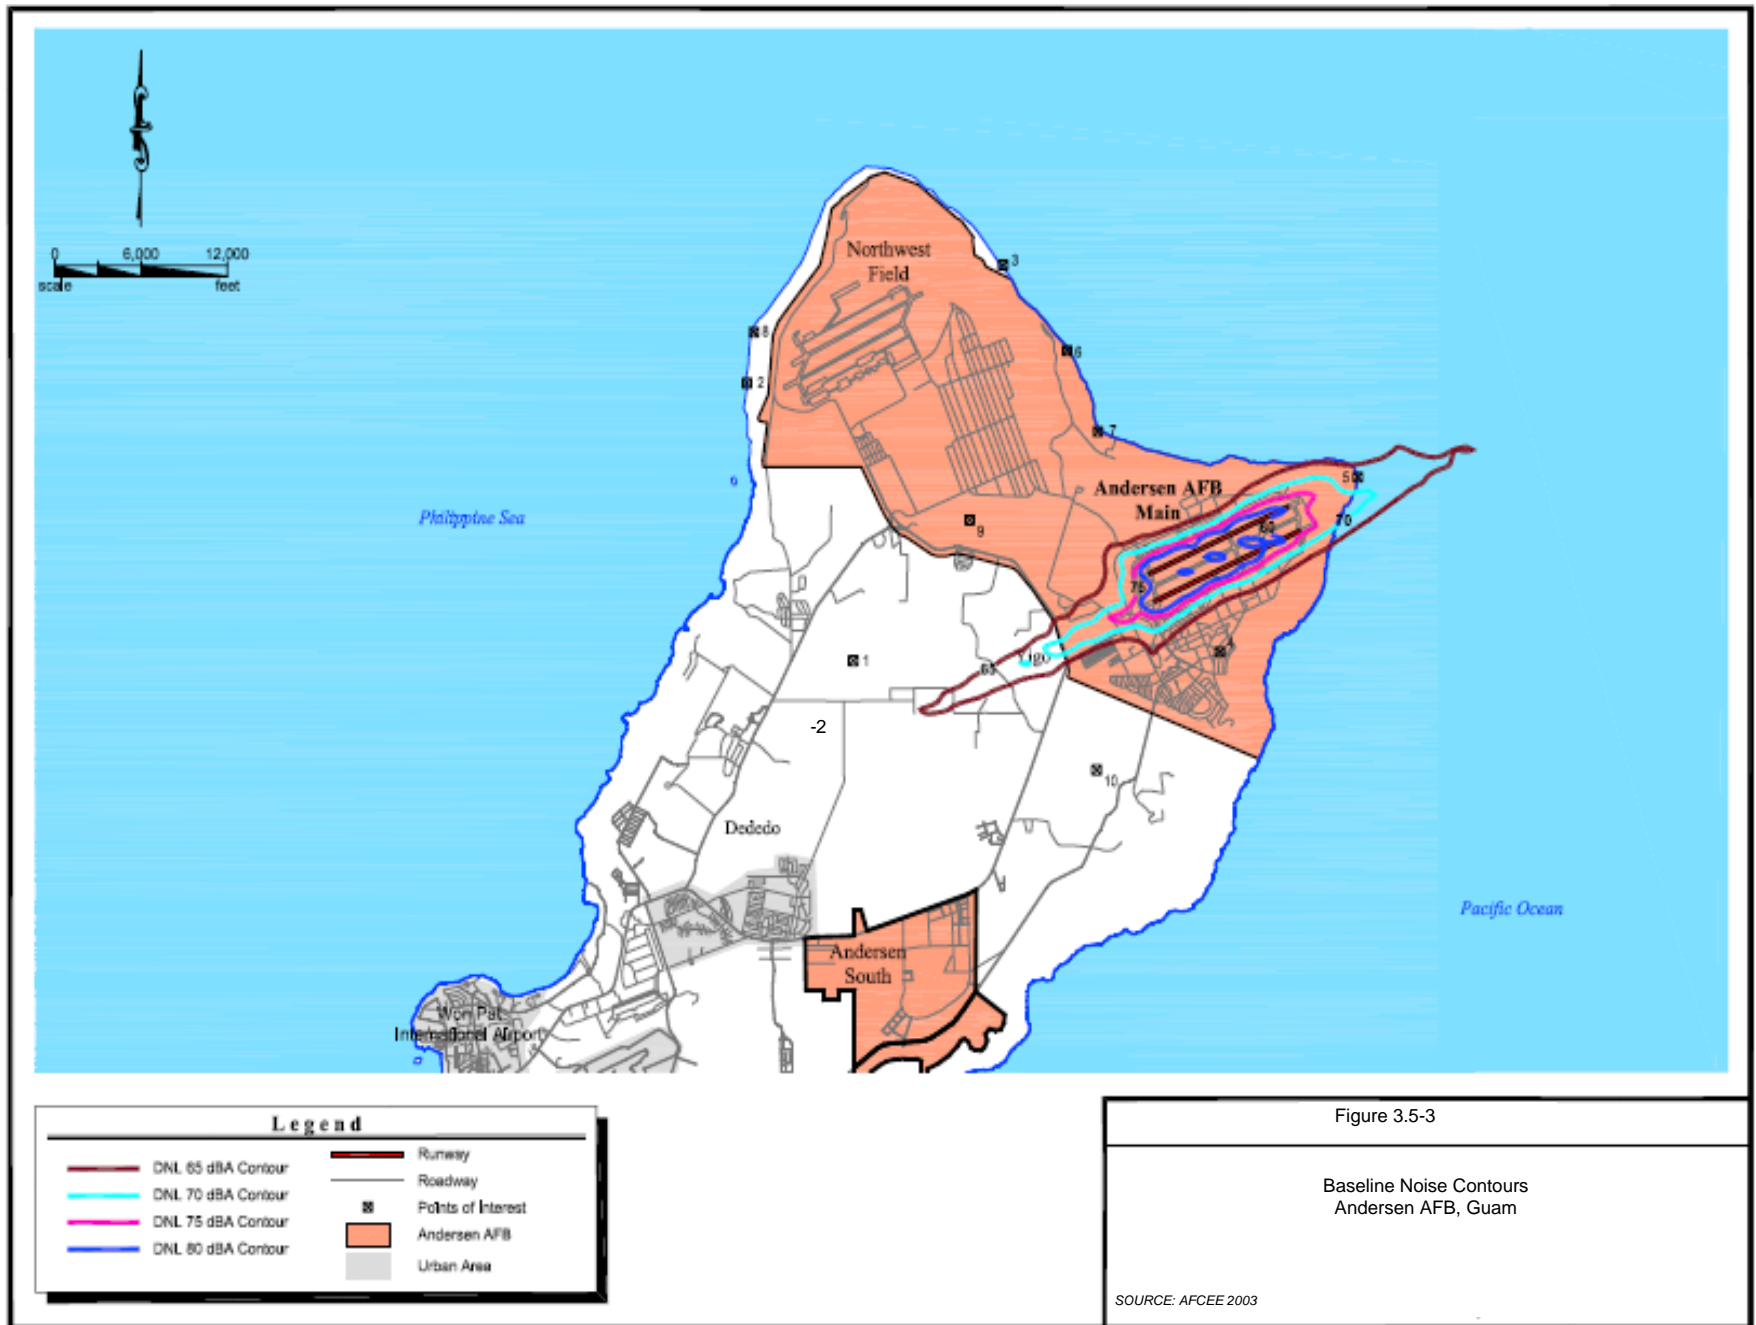 0 6,000 12,000
scale feet
Northwest
Field
3
8
6
2
7
Andersen AFB
Main
5
70
80
9
75
Philippine Sea
4
1
65
Yigo
-2
10
Dededo
Pacific Ocean
Andersen
South
Won Pat
International Airport
Legend
DNL 65 dBA Contour
DNL 70 dBA Contour
DNL 75 dBA Contour
DNL 80 dBA Contour
Runway
Roadway
Points of Interest
Andersen AFB
Urban Area
Figure 3.5-3
Baseline Noise Contours
Andersen AFB, Guam
SOURCE: AFCEE 2003